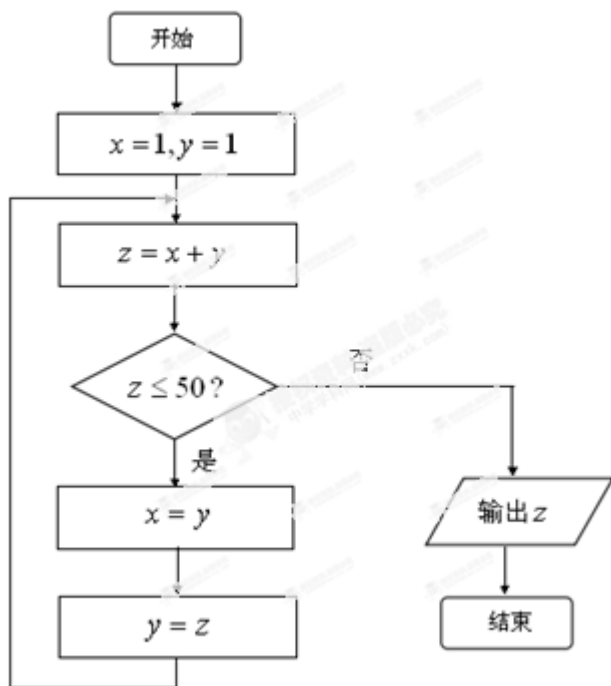 开始
x = 1, y = 1
z = x + y
z ≤ 50?
否
是
x = y
输出z
y = z
结束